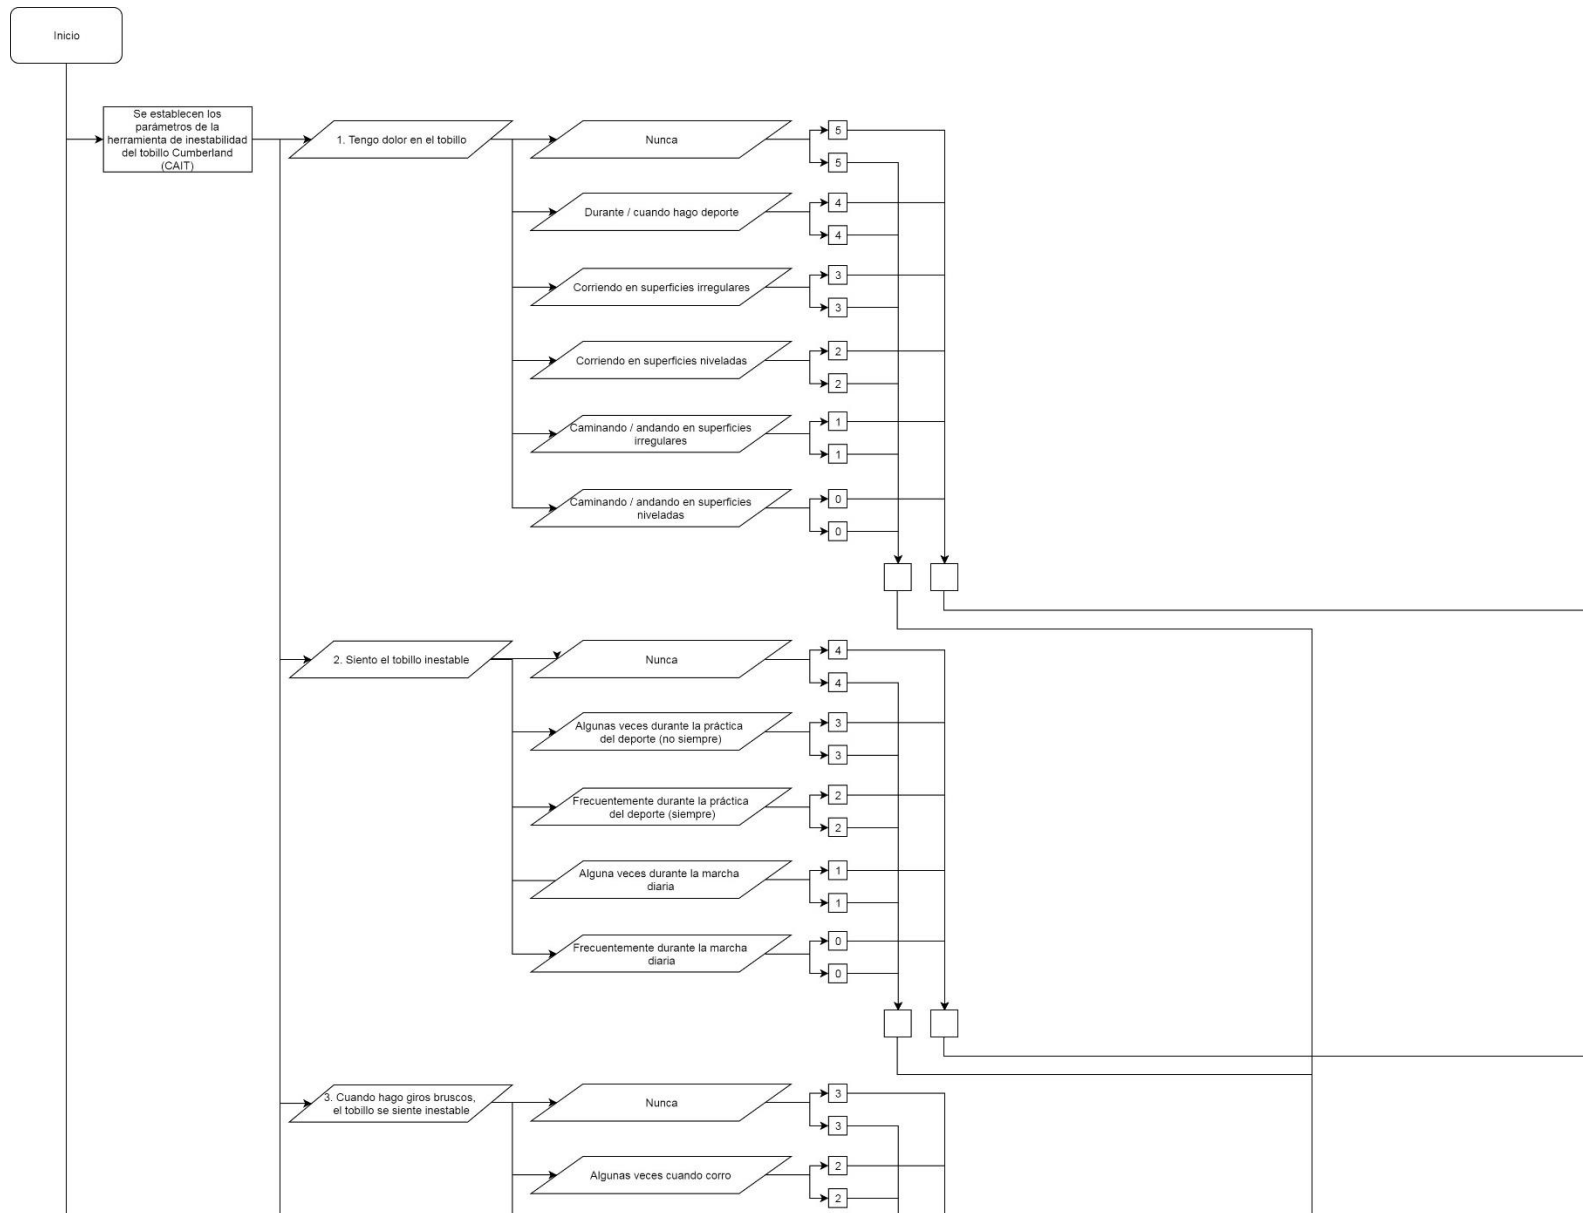 Inicio
Se establecen los
parámetros de la
herramienta de inestabilidad
del tobillo Cumberland
(CAIT)
1. Tengo dolor en el tobillo
Nunca
5
5
Durante / cuando hago deporte
4
4
Corriendo en superficies irregulares
3
3
Corriendo en superficies niveladas
2
2
Caminando / andando en superficies
irregulares
1
1
Caminando / andando en superficies
niveladas
0
0
2. Siento el tobillo inestable
Nunca
4
4
Algunas veces durante la práctica
del deporte (no siempre)
3
3
Frecuentemente durante la práctica
del deporte (siempre)
2
2
Alguna veces durante la marcha
diaria
1
1
Frecuentemente durante la marcha
diaria
0
0
3. Cuando hago giros bruscos,
el tobillo se siente inestable
Nunca
3
3
Algunas veces cuando corro
2
2